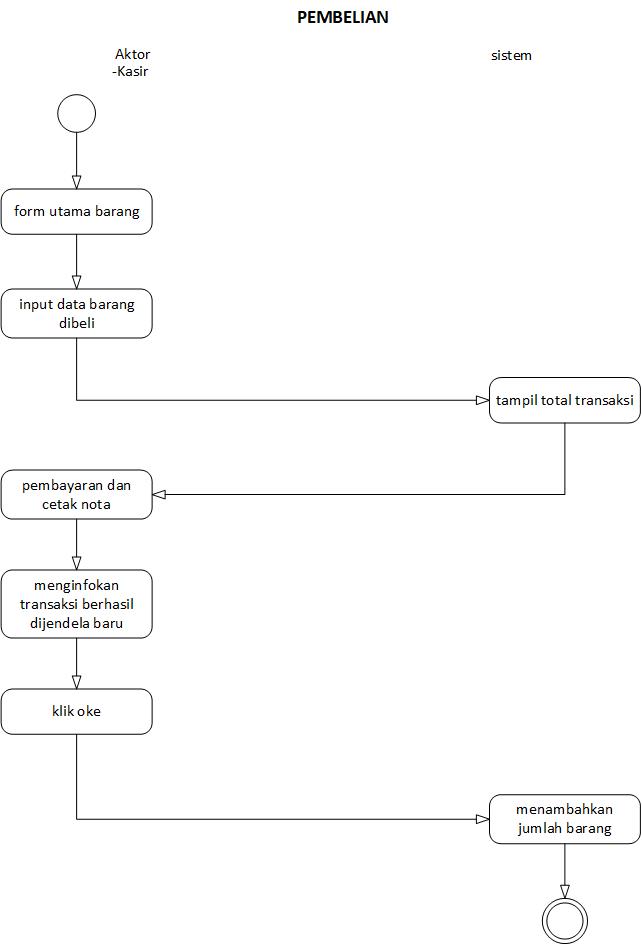 PEMBELIAN
Aktor
-Kasir
sistem
form utama barang
input data barang
dibeli
tampil total transaksi
pembayaran dan
cetak nota
menginfokan
transaksi berhasil
dijendela baru
klik oke
menambahkan
jumlah barang